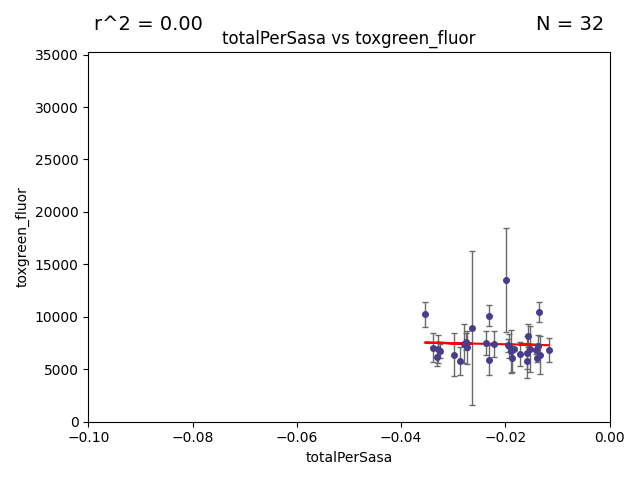 r^2 = 0.00
N = 32
totalPerSasa vs toxgreen_fluor
35000
30000
25000
20000
15000
10000
5000
0
toxgreen_fluor
−0.10
−0.08
−0.06
−0.04
−0.02
0.00
totalPerSasa